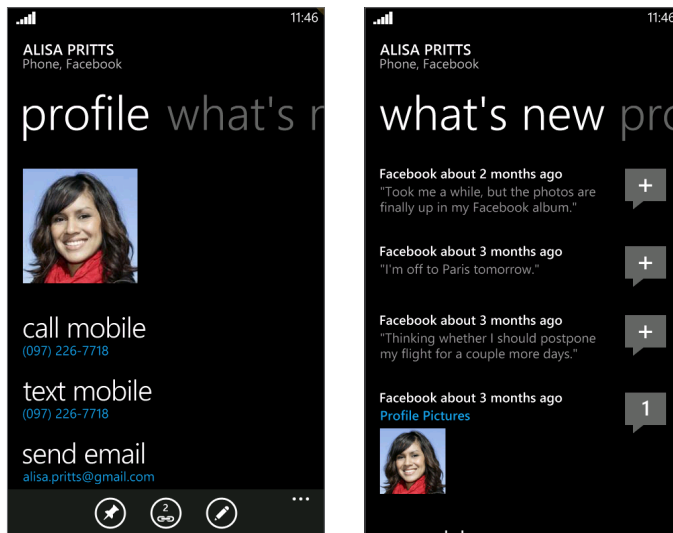 11:46
ALISA PRITTS
Phone, Facebook
profile what's
call mobile
(097) 226-7718
text mobile
(097) 226-7718
send email
alisa.pritts@gmail.com
2
...
11:46
ALISA PRITTS
Phone, Facebook
what's new pro
Facebook about 2 months ago
"Took me a while, but the photos are
finally up in my Facebook album."
+
Facebook about 3 months ago
"I'm off to Paris tomorrow."
+
Facebook about 3 months ago
"Thinking whether I should postpone
my flight for a couple more days."
+
Facebook about 3 months ago
Profile Pictures
1